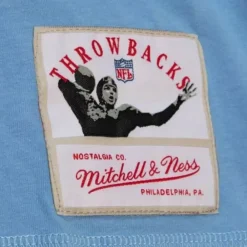 THROWBACKS
NFL
NOSTALGIA CO.
Mitchell & Ness
PHILADELPHIA, PA.